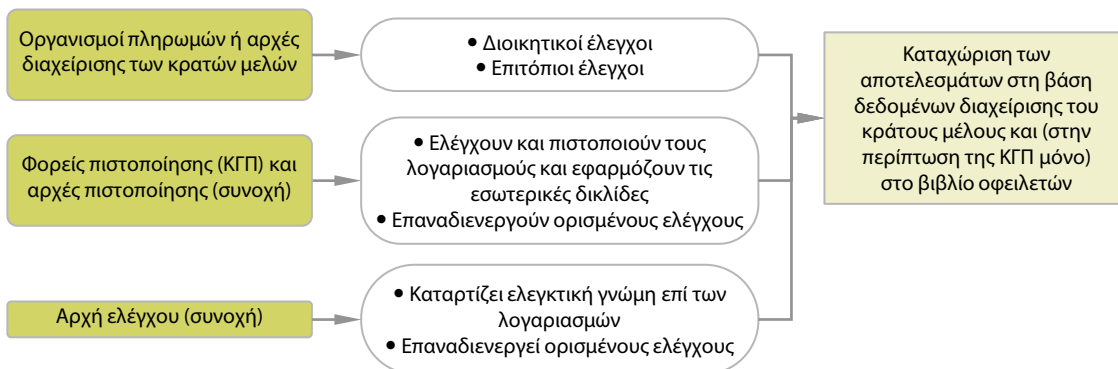 Οργανισμοί πληρωμών ή αρχές
διαχείρισης των κρατών μελών
• Διοικητικοί έλεγχοι
• Επιτόπιοι έλεγχοι
Καταχώριση των
αποτελεσμάτων στη βάση
δεδομένων διαχείρισης του
κράτους μέλους και (στην
περίπτωση της ΚΓΠ μόνο)
στο βιβλίο οφειλετών
Φορείς πιστοποίησης (ΚΓΠ) και
αρχές πιστοποίησης (συνοχή)
• Ελέγχουν και πιστοποιούν τους
λογαριασμούς και εφαρμόζουν τις
εσωτερικές δικλίδες
• Επαναδιενεργούν ορισμένους ελέγχους
Αρχή ελέγχου (συνοχή)
• Καταρτίζει ελεγκτική γνώμη επί των
λογαριασμών
• Επαναδιενεργεί ορισμένους ελέγχους